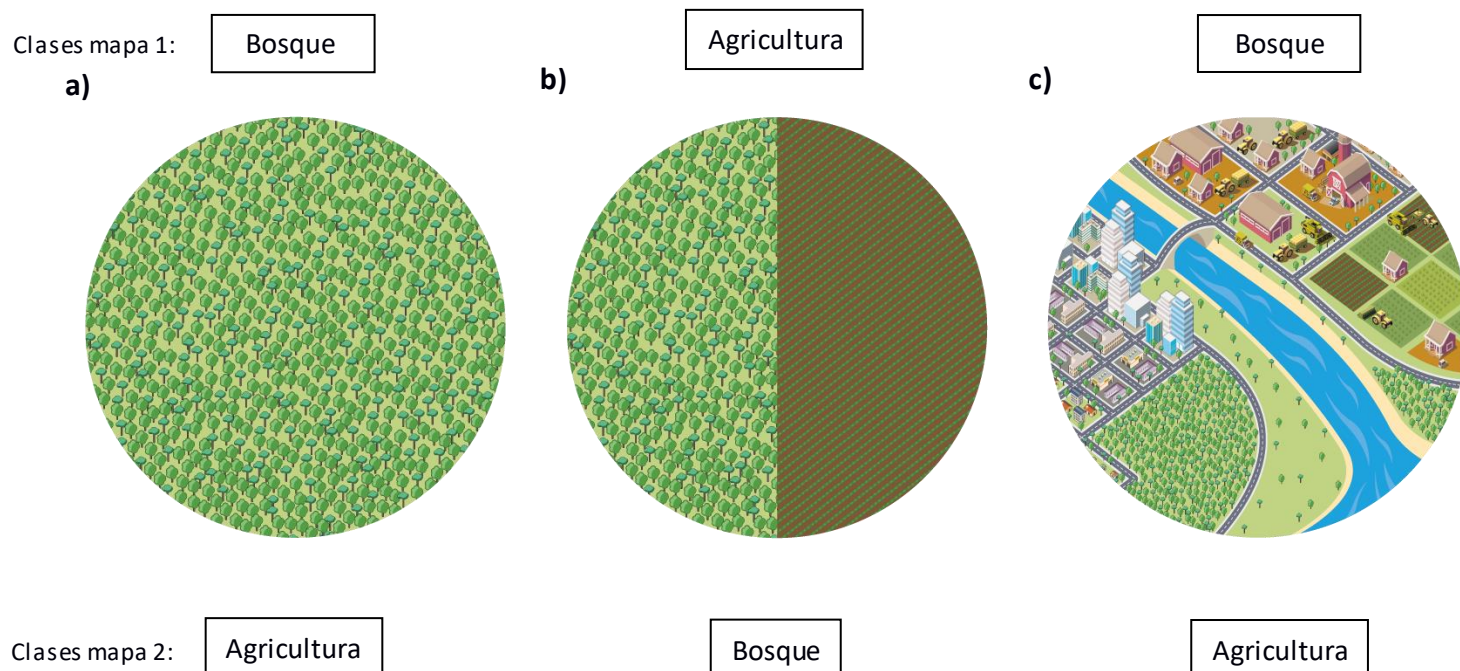 Clases mapa 1:
Bosque
Agricultura
Bosque
a)
b)
c)
Clases mapa 2:
Agricultura
Bosque
Agricultura